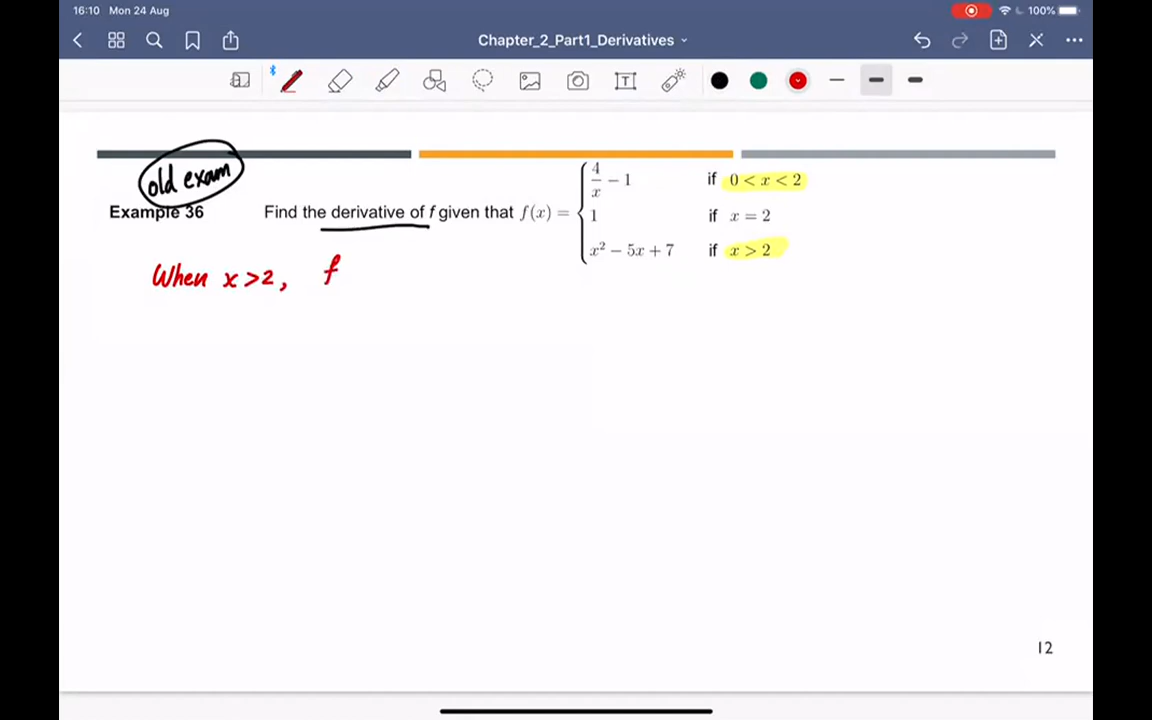 16:10 Mon 24 Aug 100%
Chapter_2_Part1_Derivatives
T
old exam
Example 36 Find the derivative of f given that f(x) = { 4/x − 1 if 0 < x < 2
1 if x = 2
x² − 5x + 7 if x > 2
When x > 2, f
12